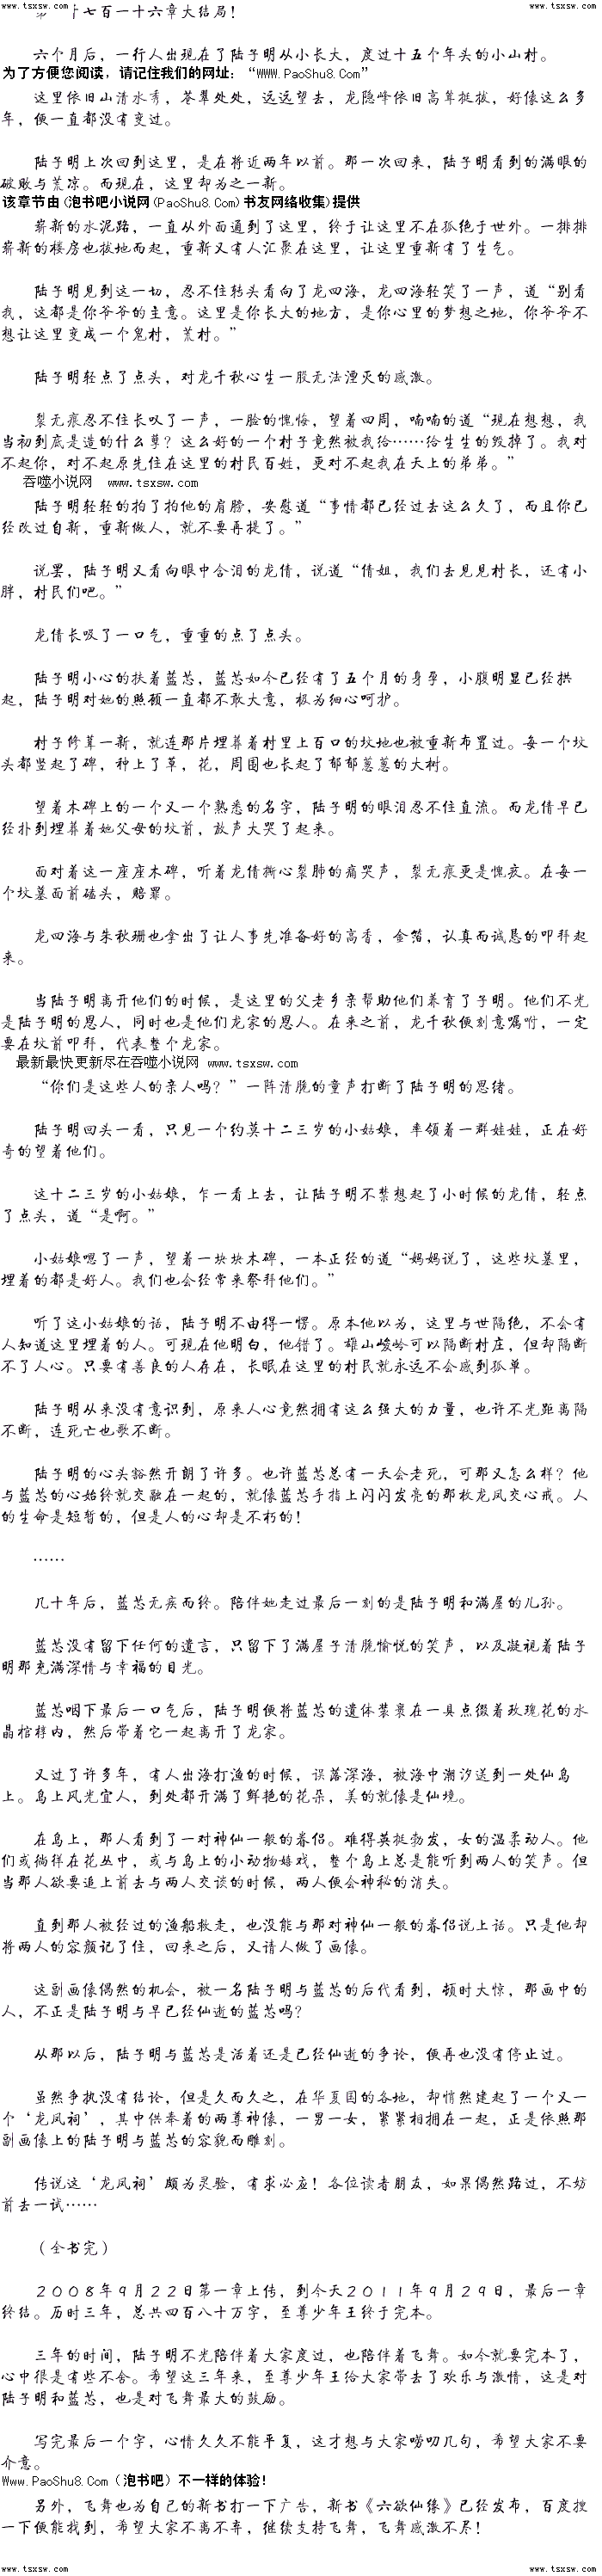 www.tsxsw.com www.tsxsw.com
七百一十六章大结局！
六个月后，一行人出现在了陆子明从小长大，度过十五个年头的小山村。
为了方便您阅读，请记住我们的网址：“WWW.PaoShu8.Com”
这里依旧山清水秀，苍翠处处，远远望去，龙隐峰依旧高耸挺拔，好像这么多
年，便一直都没有变过。
陆子明上次回到这里，是在将近两年以前。那一次回来，陆子明看到的满眼的
破败与荒凉。而现在，这里却为之一新。
该章节由(泡书吧小说网(PaoShu8.Com)书友网络收集)提供
崭新的水泥路，一直从外面通到了这里，终于让这里不在孤绝于世外。一排排
崭新的楼房也拔地而起，重新又有人汇聚在这里，让这里重新有了生气。
陆子明见到这一切，忍不住转头看向了龙四海，龙四海轻笑了一声，道“别看
我，这都是你爷爷的主意。这里是你长大的地方，是你心里的梦想之地，你爷爷不
想让这里变成一个鬼村，荒村。”
陆子明轻点了点头，对龙千秋心生一股无法湮灭的感激。
裂无痕忍不住长叹了一声，一脸的愧悔，望着四周，喃喃的道“现在想想，我
当初到底是造的什么孽？这么好的一个村子竟然被我给……给生生的毁掉了。我对
不起你，对不起原先住在这里的村民百姓，更对不起我在天上的弟弟。”
吞噬小说网 www.tsxsw.com
陆子明轻轻的拍了拍他的肩膀，安慰道“事情都已经过去这么久了，而且你已
经改过自新，重新做人，就不要再提了。”
说罢，陆子明又看向眼中含泪的龙倩，说道“倩姐，我们去见见村长，还有小
胖，村民们吧。”
龙倩长吸了一口气，重重的点了点头。
陆子明小心的扶着蓝芯，蓝芯如今已经有了五个月的身孕，小腹明显已经拱
起，陆子明对她的照顾一直都不敢大意，极为细心呵护。
村子修葺一新，就连那片埋葬着村里上百口的坟地也被重新布置过。每一个坟
头都竖起了碑，种上了草，花，周围也长起了郁郁葱葱的大树。
望着木碑上的一个又一个熟悉的名字，陆子明的眼泪忍不住直流。而龙倩早已
经扑到埋葬着她父母的坟前，放声大哭了起来。
面对着这一座座木碑，听着龙倩撕心裂肺的痛哭声，裂无痕更是愧疚。在每一
个坟墓面前磕头，赔罪。
龙四海与朱秋珊也拿出了让人事先准备好的高香，金箔，认真而诚恳的叩拜起
来。
当陆子明离开他们的时候，是这里的父老乡亲帮助他们养育了子明。他们不光
是陆子明的恩人，同时也是他们龙家的恩人。在来之前，龙千秋便刻意嘱咐，一定
要在坟前叩拜，代表整个龙家。
最新最快更新尽在吞噬小说网 www.tsxsw.com
“你们是这些人的亲人吗？”一阵清脆的童声打断了陆子明的思绪。
陆子明回头一看，只见一个约莫十二三岁的小姑娘，率领着一群娃娃，正在好
奇的望着他们。
这十二三岁的小姑娘，乍一看上去，让陆子明不禁想起了小时候的龙倩，轻点
了点头，道“是啊。”
小姑娘嗯了一声，望着一块块木碑，一本正经的道“妈妈说了，这些坟墓里，
埋着的都是好人。我们也会经常来祭拜他们。”
听了这小姑娘的话，陆子明不由得一愣。原本他以为，这里与世隔绝，不会有
人知道这里埋着的人。可现在他明白，他错了。雄山峻岭可以隔断村庄，但却隔断
不了人心。只要有善良的人存在，长眠在这里的村民就永远不会感到孤单。
陆子明从来没有意识到，原来人心竟然拥有这么强大的力量，也许不光距离隔
不断，连死亡也歌不断。
陆子明的心头豁然开朗了许多。也许蓝芯总有一天会老死，可那又怎么样？他
与蓝芯的心始终就交融在一起的，就像蓝芯手指上闪闪发亮的那枚龙凤交心戒。人
的生命是短暂的，但是人的心却是不朽的！
……
几十年后，蓝芯无疾而终。陪伴她走过最后一刻的是陆子明和满屋的儿孙。
蓝芯没有留下任何的遗言，只留下了满屋子清脆愉悦的笑声，以及凝视着陆子
明那充满深情与幸福的目光。
蓝芯咽下最后一口气后，陆子明便将蓝芯的遗体装裹在一具点缀着玫瑰花的水
晶棺梓内，然后带着它一起离开了龙家。
又过了许多年，有人出海打渔的时候，误落深海，被海中潮汐送到一处仙岛
上。岛上风光宜人，到处都开满了鲜艳的花朵，美的就像是仙境。
在岛上，那人看到了一对神仙一般的眷侣。难得英挺勃发，女的温柔动人。他
们或徜徉在花丛中，或与岛上的小动物嬉戏，整个岛上总是能听到两人的笑声。但
当那人欲要追上前去与两人交谈的时候，两人便会神秘的消失。
直到那人被经过的渔船救走，也没能与那对神仙一般的眷侣说上话。只是他却
将两人的容颜记了住，回来之后，又请人做了画像。
这副画像偶然的机会，被一名陆子明与蓝芯的后代看到，顿时大惊，那画中的
人，不正是陆子明与早已经仙逝的蓝芯吗？
从那以后，陆子明与蓝芯是活着还是已经仙逝的争论，便再也没有停止过。
虽然争执没有结论，但是久而久之，在华夏国的各地，却悄然建起了一个又一
个‘龙凤祠’，其中供奉着的两尊神像，一男一女，紧紧相拥在一起，正是依照那
副画像上的陆子明与蓝芯的容貌而雕刻。
传说这‘龙凤祠’颇为灵验，有求必应！各位读者朋友，如果偶然路过，不妨
前去一试……
（全书完）
２００８年９月２２日第一章上传，到今天２０１１年９月２９日，最后一章
终结。历时三年，总共四百八十万字，至尊少年王终于完本。
三年的时间，陆子明不光陪伴着大家度过，也陪伴着飞舞。如今就要完本了，
心中很是有些不舍。希望这三年来，至尊少年王给大家带去了欢乐与激情，这是对
陆子明和蓝芯，也是对飞舞最大的鼓励。
写完最后一个字，心情久久不能平复，这才想与大家唠叨几句，希望大家不要
介意。
Www.PaoShu8.Com（泡书吧）不一样的体验！
另外，飞舞也为自己的新书打一下广告，新书《六欲仙缘》已经发布，百度搜
一下便能找到，希望大家不离不弃，继续支持飞舞，飞舞感激不尽！
www.tsxsw.com www.tsxsw.com